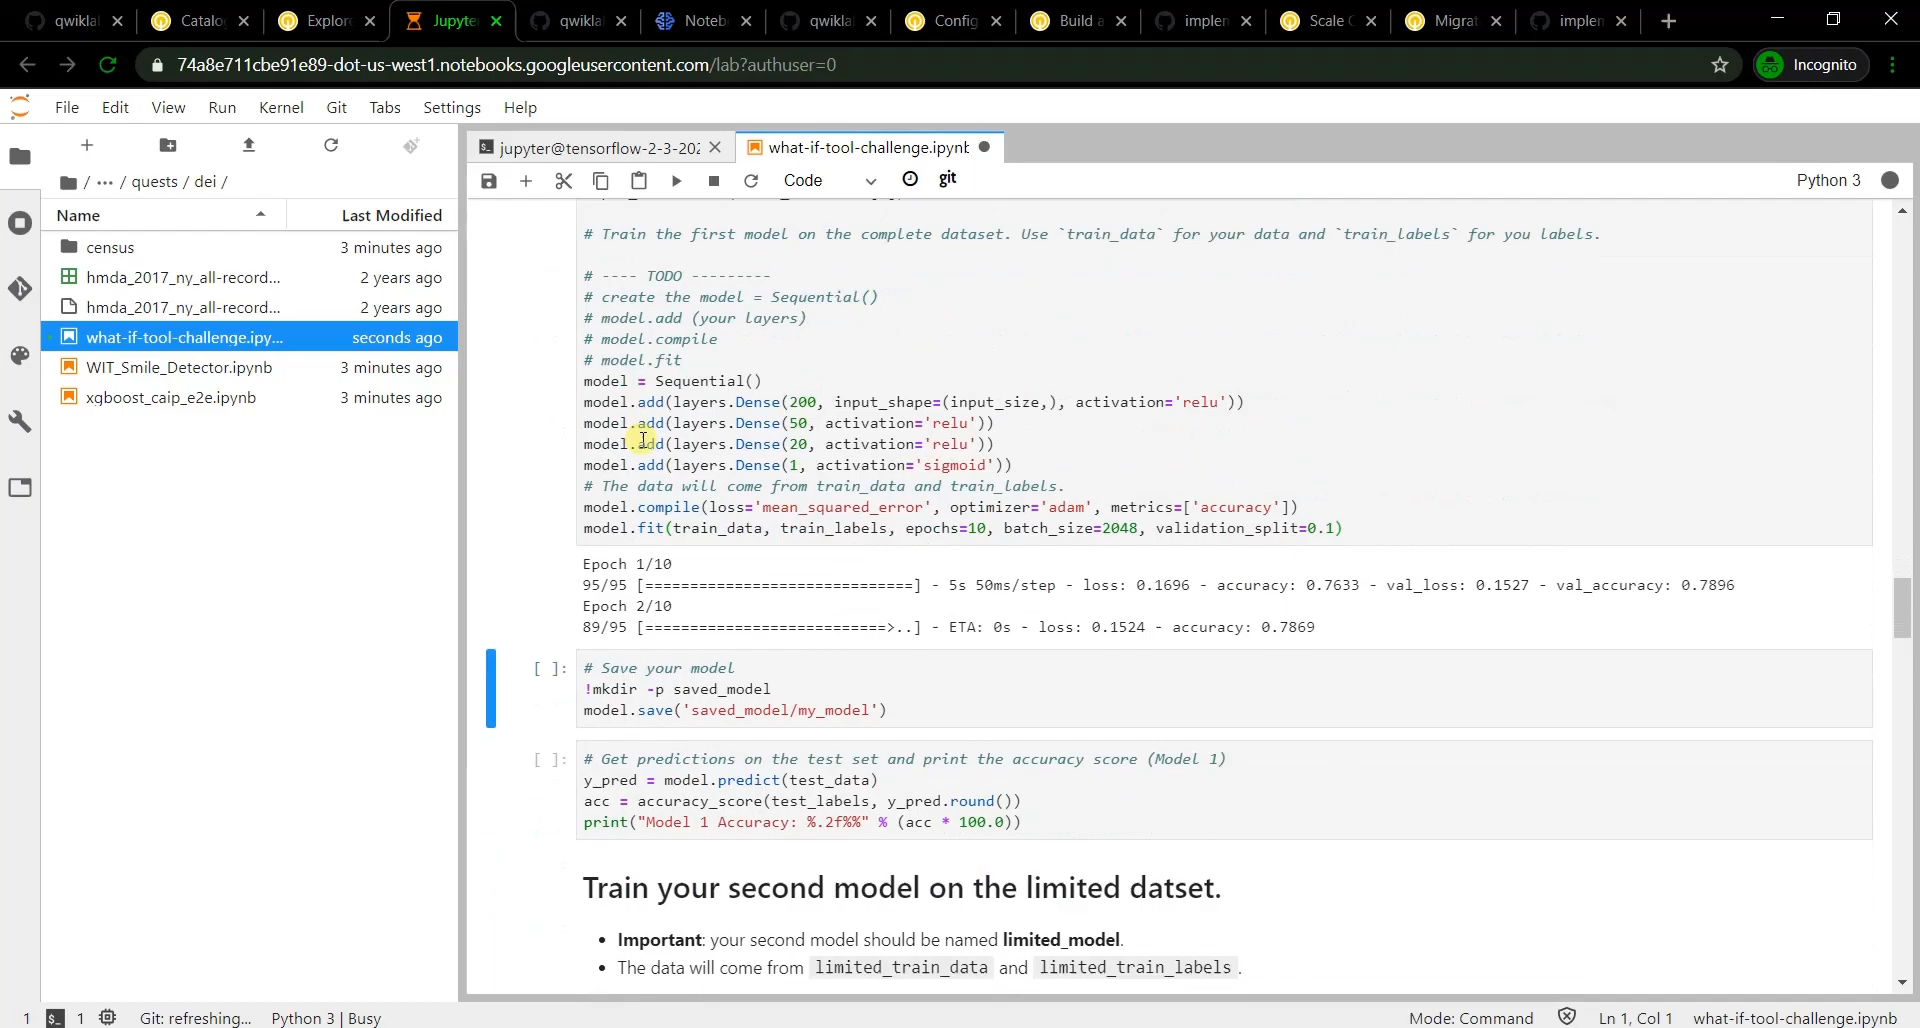 qwikla
Catalo
Explor
Jupyte
qwikla
Noteb
qwikla
Config
Build a
implem
Scale
Migrat
implem
74a8e711cbe91e89-dot-us-west1.notebooks.googleusercontent.com/lab?authuser=0
Incognito
File Edit View Run Kernel Git Tabs Settings Help
jupyter@tensorflow-2-3-202
what-if-tool-challenge.ipynb
/ ··· / quests / dei /
Code
git
Python 3
Name Last Modified
census 3 minutes ago
hmda_2017_ny_all-record... 2 years ago
hmda_2017_ny_all-record... 2 years ago
what-if-tool-challenge.ipy... seconds ago
WIT_Smile_Detector.ipynb 3 minutes ago
xgboost_caip_e2e.ipynb 3 minutes ago
# Train the first model on the complete dataset. Use `train_data` for your data and `train_labels` for you labels.
# ---- TODO ---------
# create the model = Sequential()
# model.add (your layers)
# model.compile
# model.fit
model = Sequential()
model.add(layers.Dense(200, input_shape=(input_size,), activation='relu'))
model.add(layers.Dense(50, activation='relu'))
model.add(layers.Dense(20, activation='relu'))
model.add(layers.Dense(1, activation='sigmoid'))
# The data will come from train_data and train_labels.
model.compile(loss='mean_squared_error', optimizer='adam', metrics=['accuracy'])
model.fit(train_data, train_labels, epochs=10, batch_size=2048, validation_split=0.1)
Epoch 1/10
95/95 [==============================] - 5s 50ms/step - loss: 0.1696 - accuracy: 0.7633 - val_loss: 0.1527 - val_accuracy: 0.7896
Epoch 2/10
89/95 [===========================>..] - ETA: 0s - loss: 0.1524 - accuracy: 0.7869
[ ]: # Save your model
!mkdir -p saved_model
model.save('saved_model/my_model')
[ ]: # Get predictions on the test set and print the accuracy score (Model 1)
y_pred = model.predict(test_data)
acc = accuracy_score(test_labels, y_pred.round())
print("Model 1 Accuracy: %.2f%%" % (acc * 100.0))
Train your second model on the limited datset.
• Important: your second model should be named limited_model.
• The data will come from limited_train_data and limited_train_labels.
1 1 Git: refreshing... Python 3 | Busy
Mode: Command Ln 1, Col 1 what-if-tool-challenge.ipynb